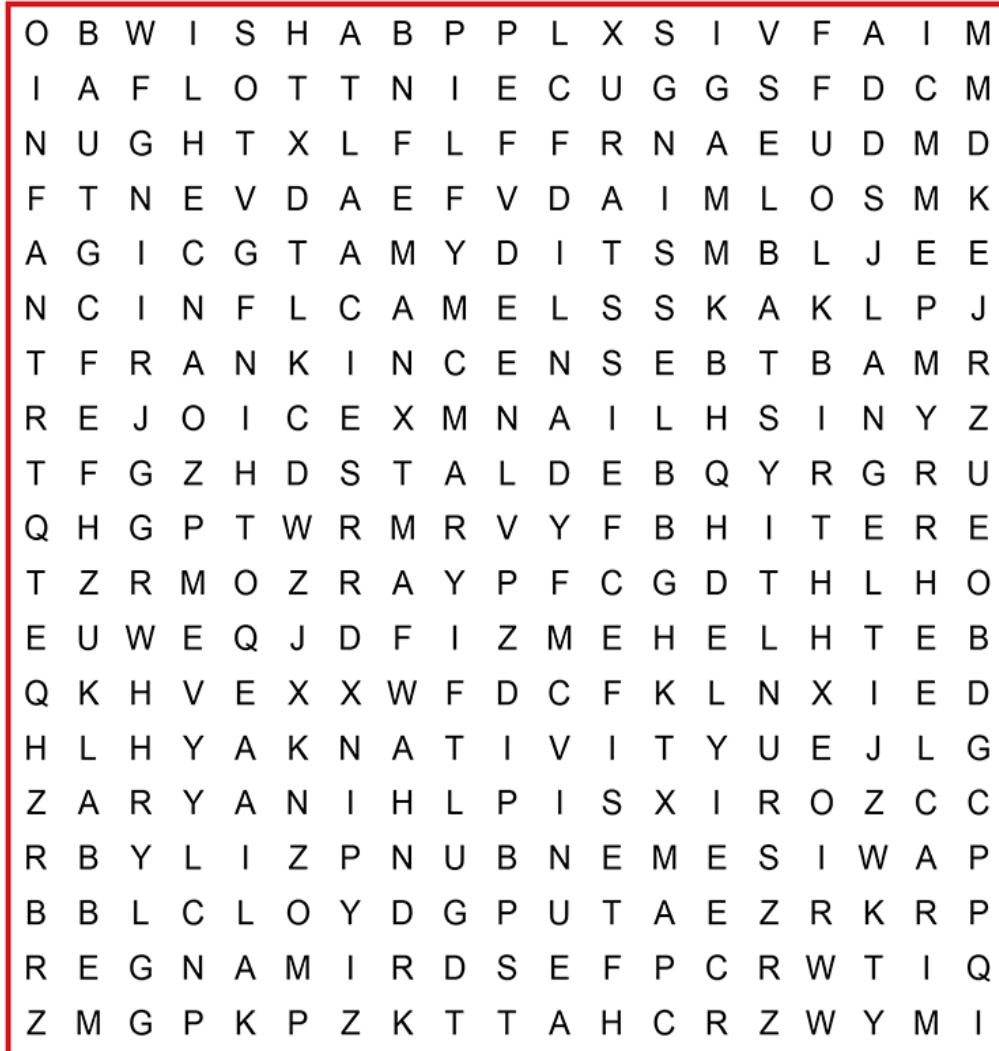 O B W I S H A B P P L X S I V F A I M
I A F L O T T N I E C U G G S F D C M
N U G H T X L F L F F R N A E U D M D
F T N E V D A E F V D A I M L O S M K
A G I C G T A M Y D I T S M B L J E E
N C I N F L C A M E L S S K A K L P J
T F R A N K I N C E N S E B T B A M R
R E J O I C E X M N A I L H S I N Y Z
T F G Z H D S T A L D E B Q Y R G R U
Q H G P T W R M R V Y F B H I T E R E
T Z R M O Z R A Y P F C G D T H L H O
E U W E Q J D F I Z M E H E L H T E B
Q K H V E X X W F D C F K L N X I E D
H L H Y A K N A T I V I T Y U E J L G
Z A R Y A N I H L P I S X I R O Z C C
R B Y L I Z P N U B N E M E S I W A P
B B L C L O Y D G P U T A E Z R K R P
R E G N A M I R D S E F P C R W T I Q
Z M G P K P Z K T T A H C R Z W Y M I